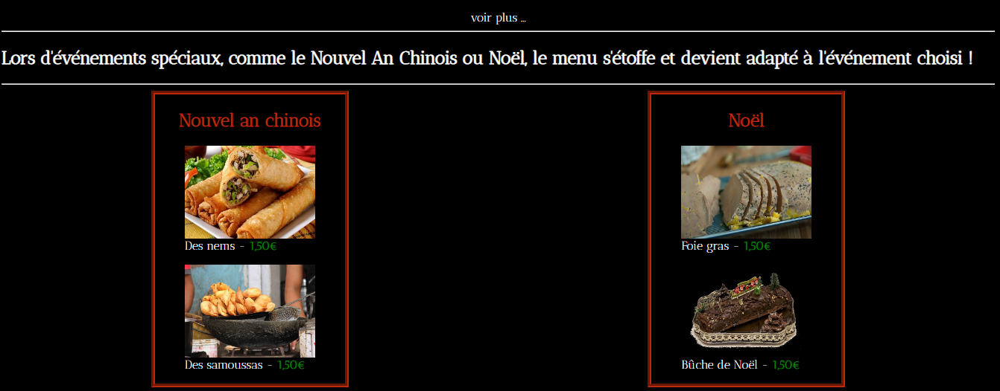 voir plus ...
Lors d'événements spéciaux, comme le Nouvel An Chinois ou Noël, le menu s'étoffe et devient adapté à l'événement choisi !
Nouvel an chinois
Des nems - 1,50€
Des samoussas - 1,50€
Noël
Foie gras - 1,50€
Bûche de Noël - 1,50€